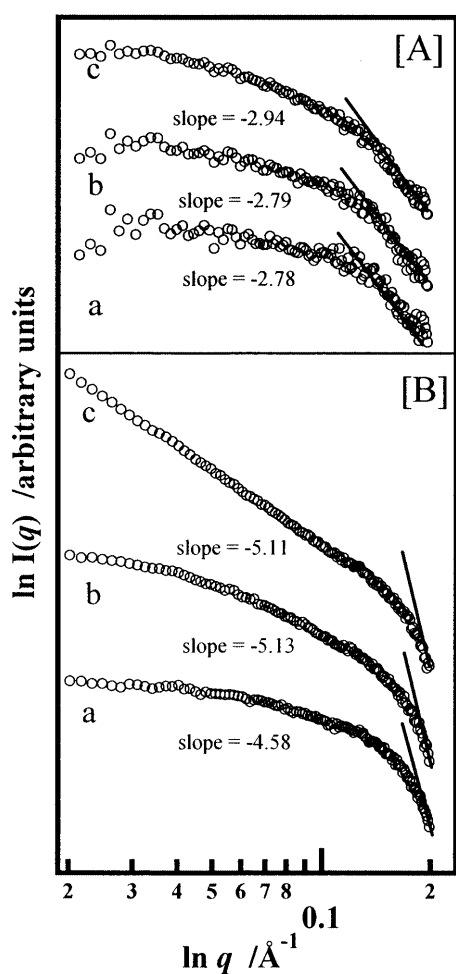 [A]
c
slope = -2.94
b
slope = -2.79
a
slope = -2.78
[B]
c
slope = -5.11
b
slope = -5.13
a
slope = -4.58
ln I(q) /arbitrary units
2 3 4 5 6 7 8 0.1 2
ln q /Å-1